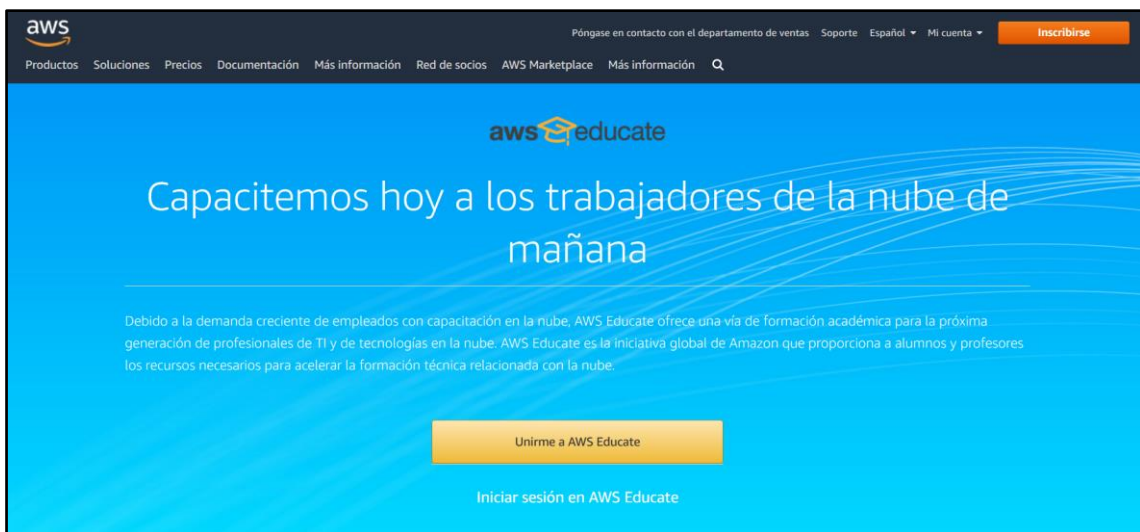 aws
Póngase en contacto con el departamento de ventas Soporte Español Mi cuenta Inscribirse
Productos Soluciones Precios Documentación Más información Red de socios AWS Marketplace Más información
aws educate
Capacitemos hoy a los trabajadores de la nube de
mañana
Debido a la demanda creciente de empleados con capacitación en la nube, AWS Educate ofrece una vía de formación académica para la próxima
generación de profesionales de TI y de tecnologías en la nube. AWS Educate es la iniciativa global de Amazon que proporciona a alumnos y profesores
los recursos necesarios para acelerar la formación técnica relacionada con la nube.
Unirme a AWS Educate
Iniciar sesión en AWS Educate